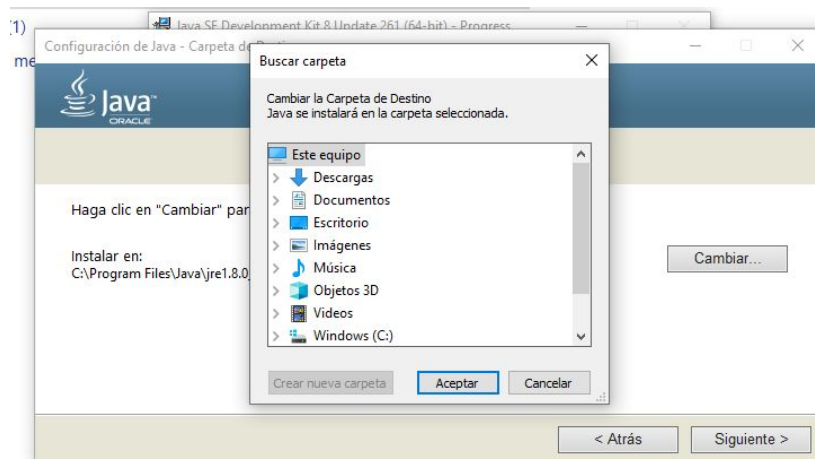 (1)
Java SE Development Kit 8 Update 261 (64-bit) - Progress
me
Configuración de Java - Carpeta de
Buscar carpeta
Cambiar la Carpeta de Destino
Java se instalará en la carpeta seleccionada.
Java
ORACLE
Este equipo
Descargas
Documentos
Escritorio
Imágenes
Música
Objetos 3D
Videos
Windows (C:)
Haga clic en "Cambiar" par
Instalar en:
C:\Program Files\Java\jre1.8.0_
Cambiar...
Crear nueva carpeta
Aceptar
Cancelar
< Atrás
Siguiente >